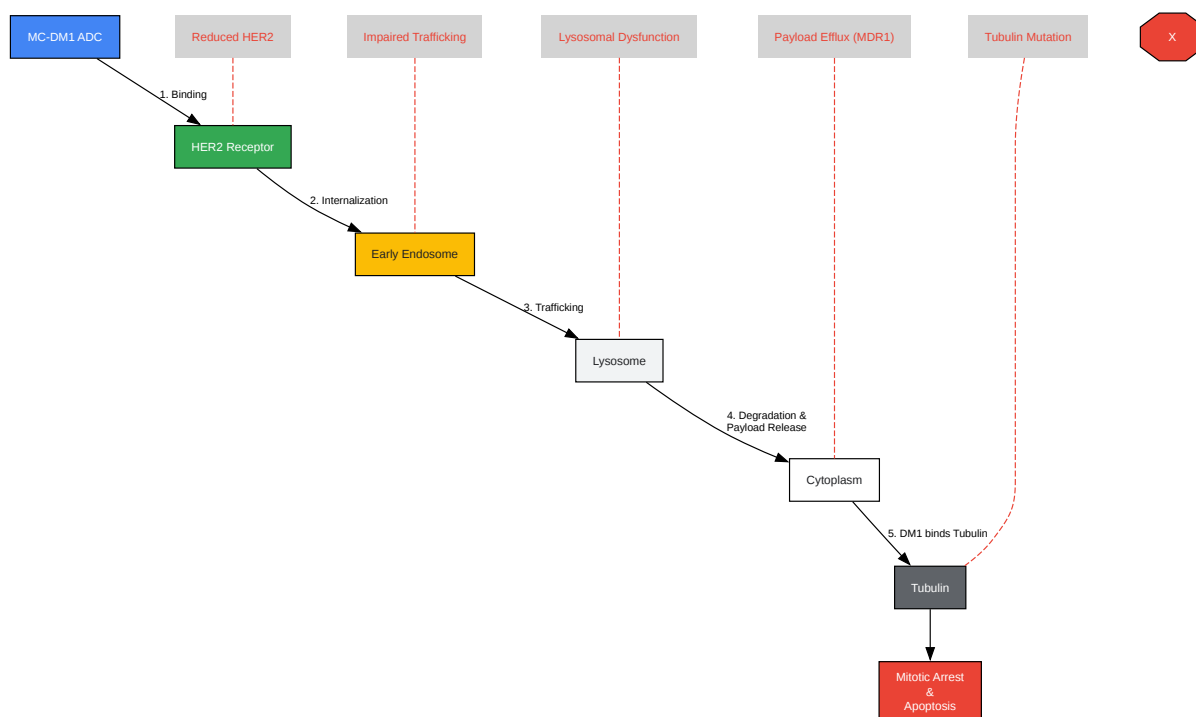 MC-DM1 ADC
Reduced HER2
Impaired Trafficking
Lysosomal Dysfunction
Payload Efflux (MDR1)
Tubulin Mutation
X
1. Binding
HER2 Receptor
2. Internalization
Early Endosome
3. Trafficking
Lysosome
4. Degradation &
Payload Release
Cytoplasm
5. DM1 binds Tubulin
Tubulin
Mitotic Arrest
&
Apoptosis